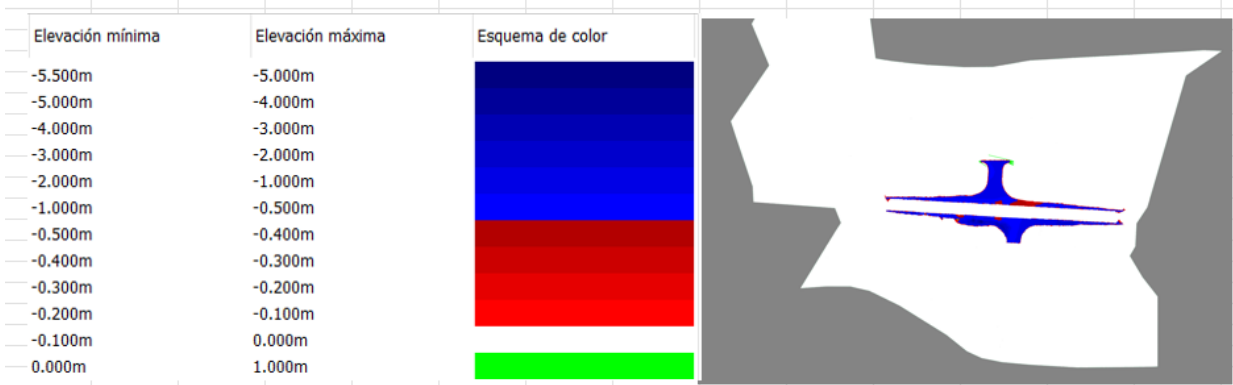 Elevación mínima Elevación máxima Esquema de color
-5.500m -5.000m
-5.000m -4.000m
-4.000m -3.000m
-3.000m -2.000m
-2.000m -1.000m
-1.000m -0.500m
-0.500m -0.400m
-0.400m -0.300m
-0.300m -0.200m
-0.200m -0.100m
-0.100m 0.000m
0.000m 1.000m